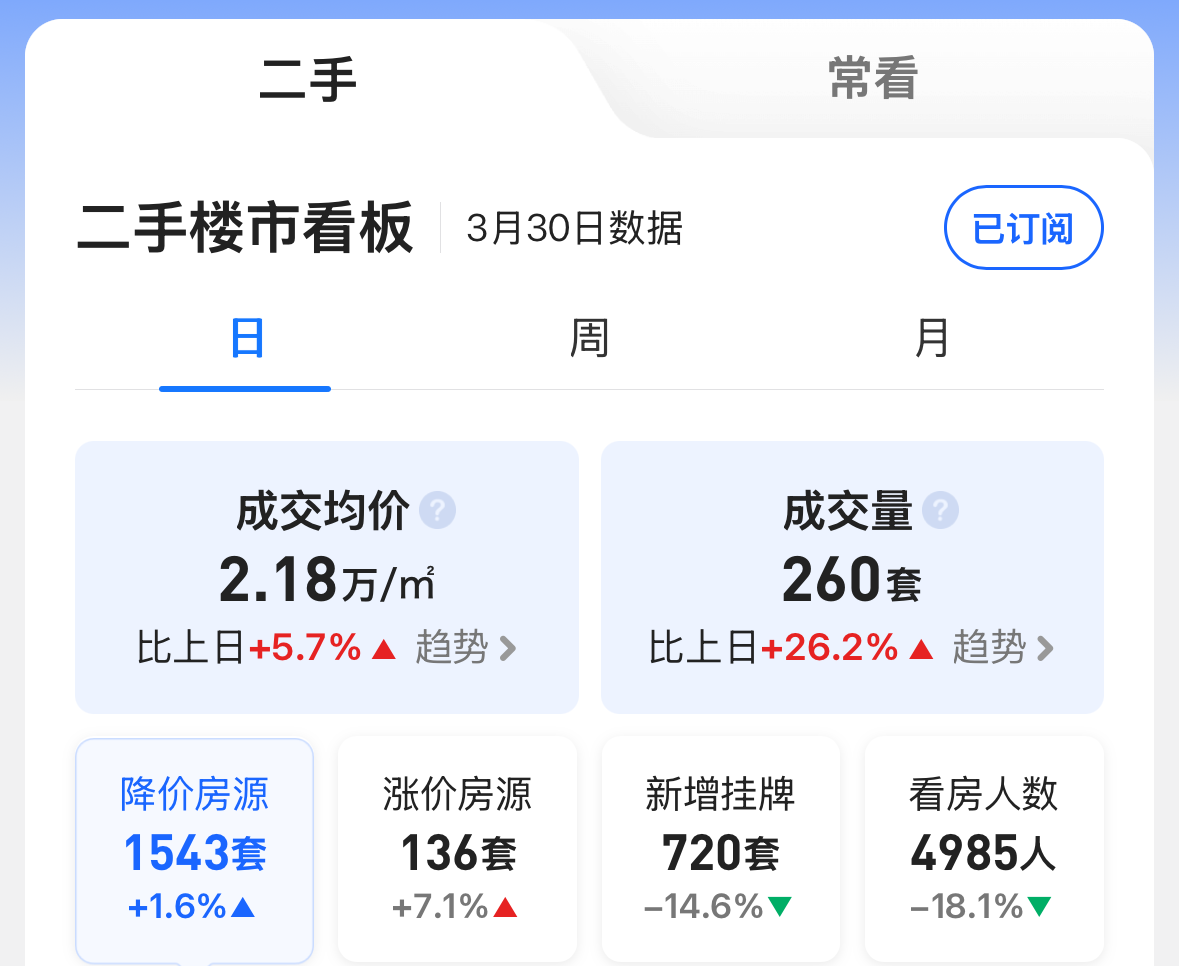 二手 常看
二手楼市看板 3月30日数据 已订阅
日 周 月
成交均价 ? 成交量 ?
2.18万/㎡ 260套
比上日+5.7% ▲ 趋势 > 比上日+26.2% ▲ 趋势 >
降价房源 涨价房源 新增挂牌 看房人数
1543套 136套 720套 4985人
+1.6%▲ +7.1%▲ -14.6%▼ -18.1%▼